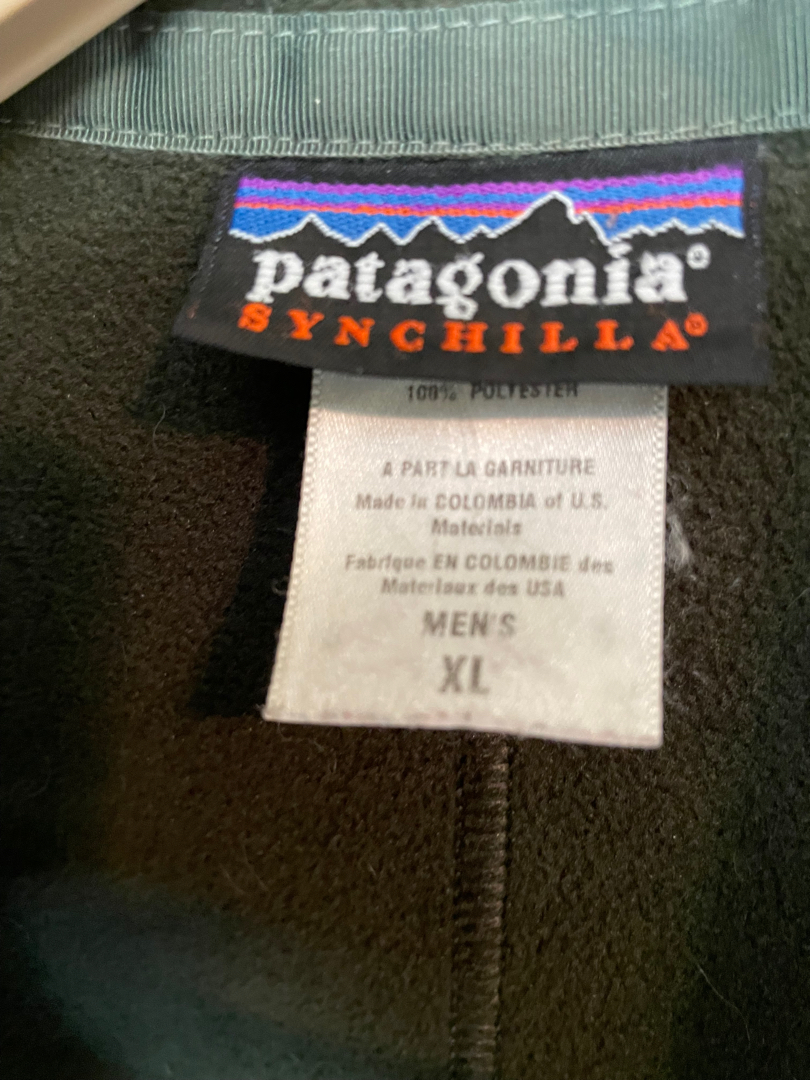 patagonia®
SYNCHILLA®
100% POLYESTER
A PART LA GARNITURE
Made in COLOMBIA of U.S.
Materials
Fabrique EN COLOMBIE des
Materiaux des USA
MEN'S
XL